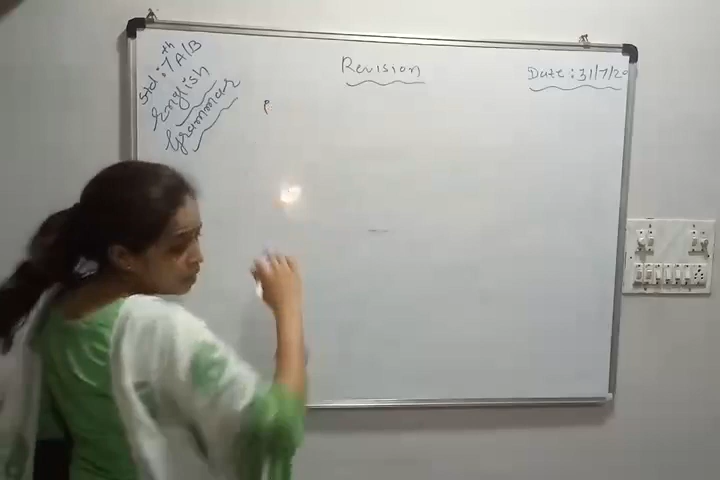 Std : 7th A/B
English
Grammar
Revision
Date : 31/7/20